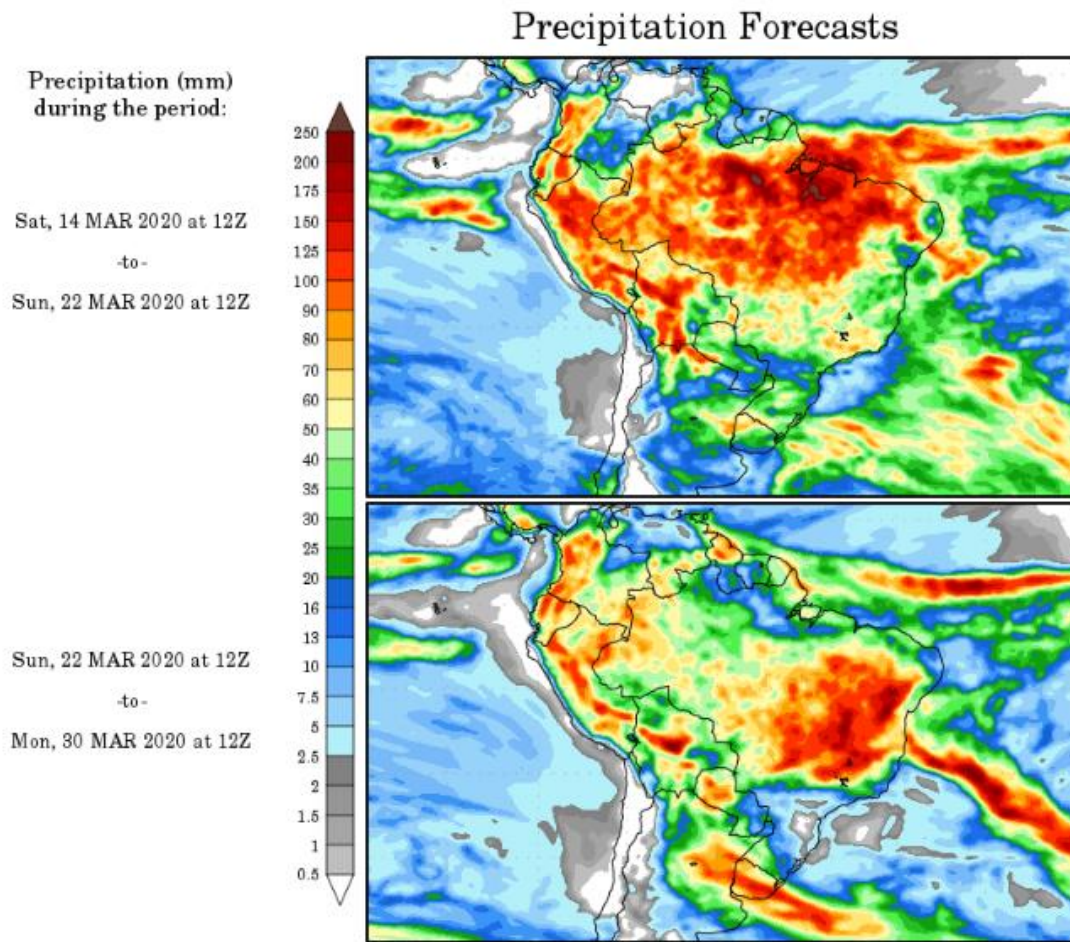 Precipitation Forecasts
Precipitation (mm)
during the period:
Sat, 14 MAR 2020 at 12Z
-to-
Sun, 22 MAR 2020 at 12Z
Sun, 22 MAR 2020 at 12Z
-to-
Mon, 30 MAR 2020 at 12Z
250
200
175
150
125
100
90
80
70
60
50
40
35
30
25
20
16
13
10
7.5
5
2.5
2
1.5
1
0.5